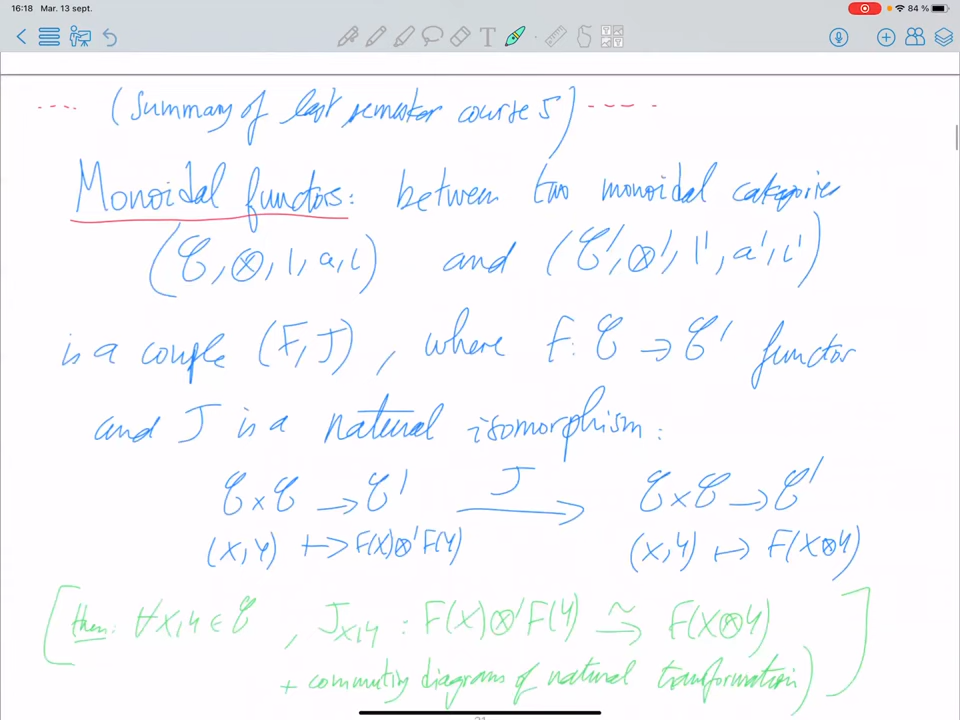 16:18 Mar. 13 sept. 84 %
(Summary of last semester course 5)
Monoidal functors: between two monoidal categories
(𝒞, ⊗, 1, a, ι) and (𝒞', ⊗', 1', a', ι')
is a couple (F, J), where F: 𝒞 → 𝒞' functor
and J is a natural isomorphism:
𝒞 × 𝒞 → 𝒞' J → 𝒞 × 𝒞 → 𝒞'
(X, Y) ↦ F(X) ⊗' F(Y) (X, Y) ↦ F(X ⊗ Y)
[then: ∀ X, Y ∈ 𝒞, J_{X,Y} : F(X) ⊗' F(Y) ≅→ F(X ⊗ Y)
+ commuting diagrams of natural transformation)]
21